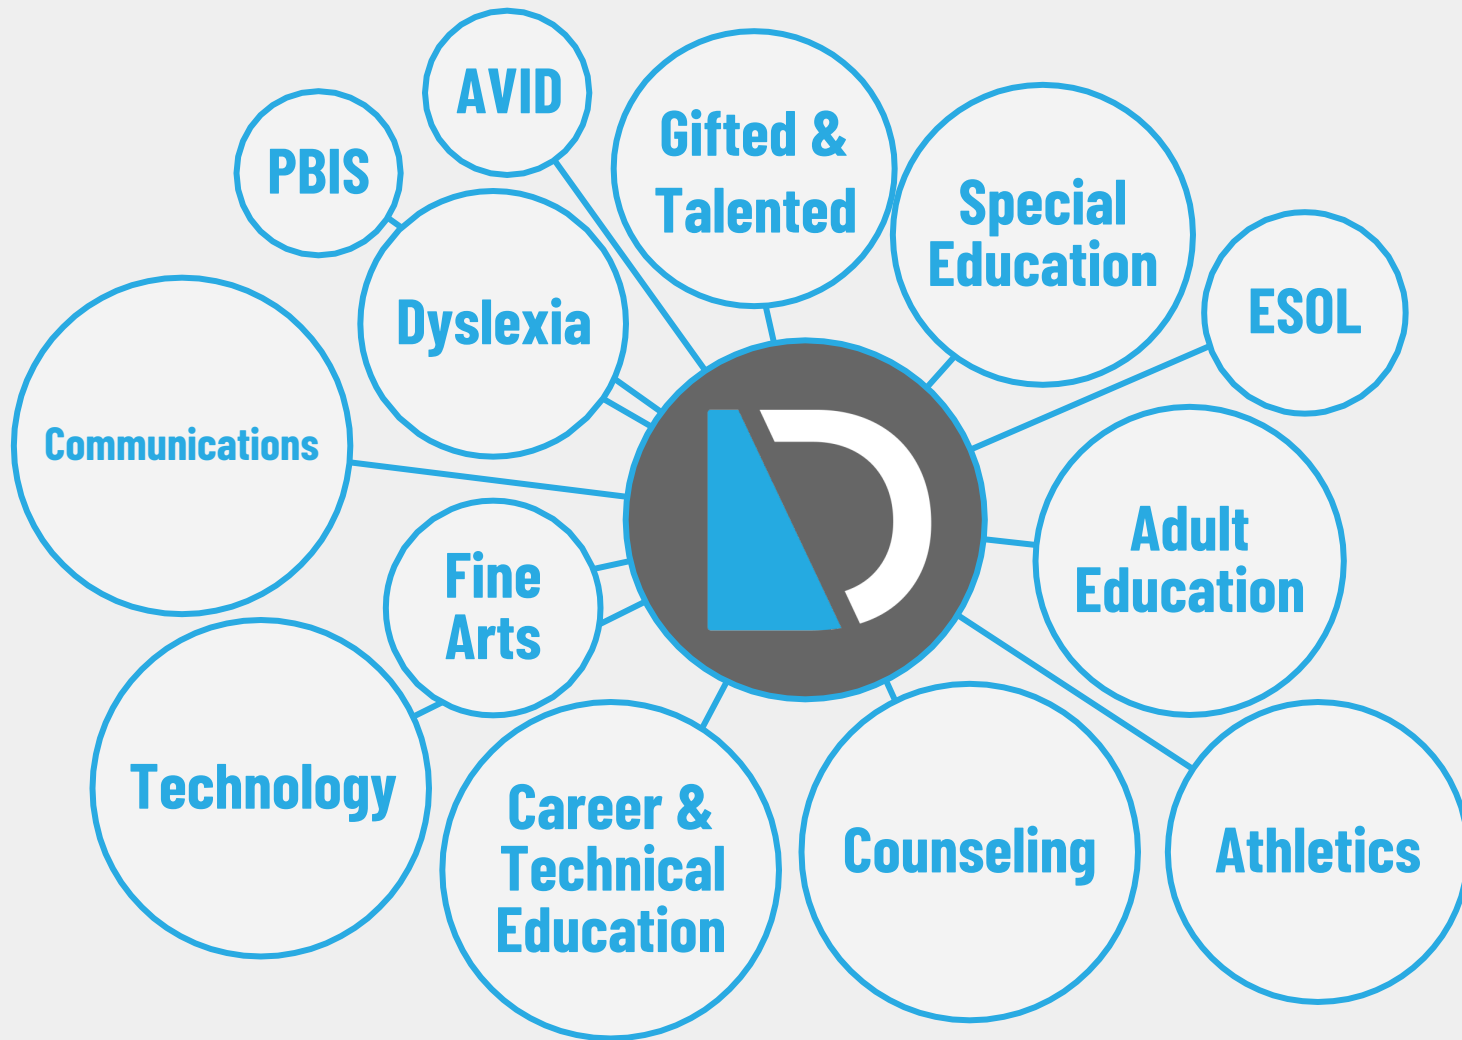 AVID
PBIS
Gifted &
Talented
Special
Education
ESOL
Dyslexia
Communications
Adult
Education
Fine
Arts
Technology
Career &
Technical
Education
Counseling
Athletics